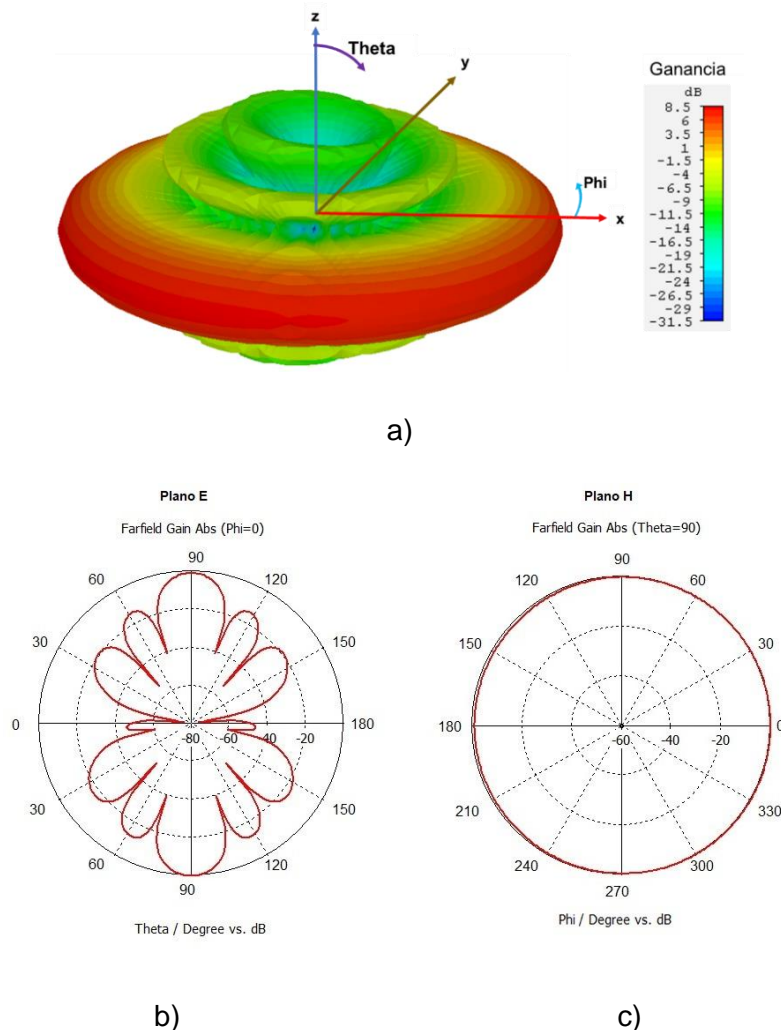 z
Theta
y
Phi
x
Ganancia
dB
8.5
6
3.5
1
-1.5
-4
-6.5
-9
-11.5
-14
-16.5
-19
-21.5
-24
-26.5
-29
-31.5
a)
Plano E
Farfield Gain Abs (Phi=0)
90
60 120
30 150
0 -80 -60 -40 -20 180
30 150
60 120
90
Theta / Degree vs. dB
b)
Plano H
Farfield Gain Abs (Theta=90)
90
120 60
150 30
180 -60 -40 -20 0
210 330
240 300
270
Phi / Degree vs. dB
c)